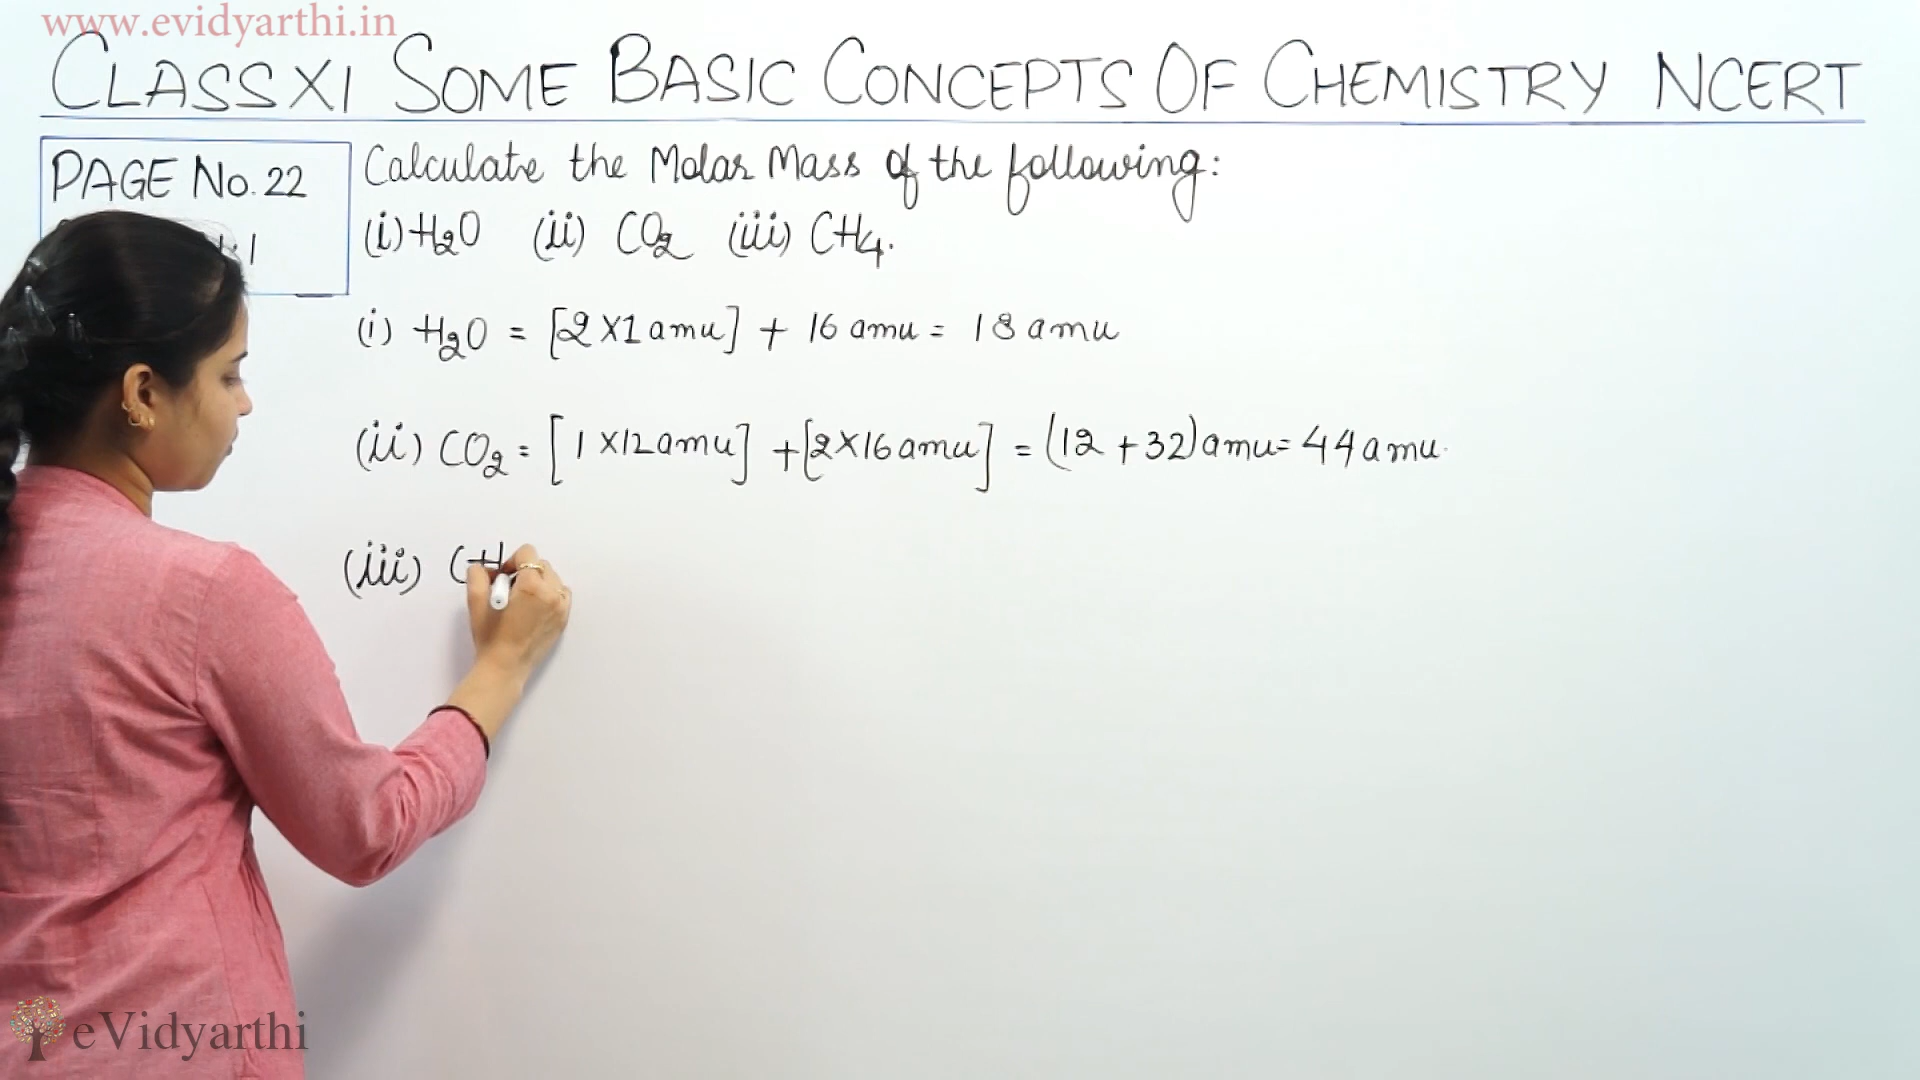 www.evidyarthi.in
CLASS XI SOME BASIC CONCEPTS OF CHEMISTRY NCERT
PAGE No. 22
Calculate the Molar Mass of the following:
(i) H₂O (ii) CO₂ (iii) CH₄.
(i) H₂O = [2 X 1 amu] + 16 amu = 18 amu
(ii) CO₂ = [1 X 12 amu] + [2 X 16 amu] = (12 + 32) amu = 44 amu.
(iii) CH
eVidyarthi